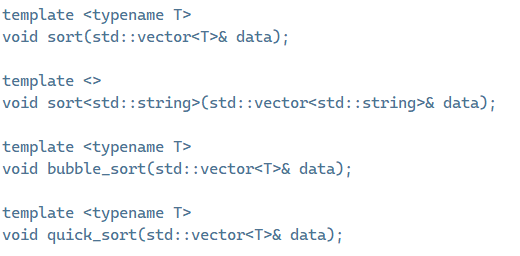 template <typename T>
void sort(std::vector<T>& data);
template <>
void sort<std::string>(std::vector<std::string>& data);
template <typename T>
void bubble_sort(std::vector<T>& data);
template <typename T>
void quick_sort(std::vector<T>& data);